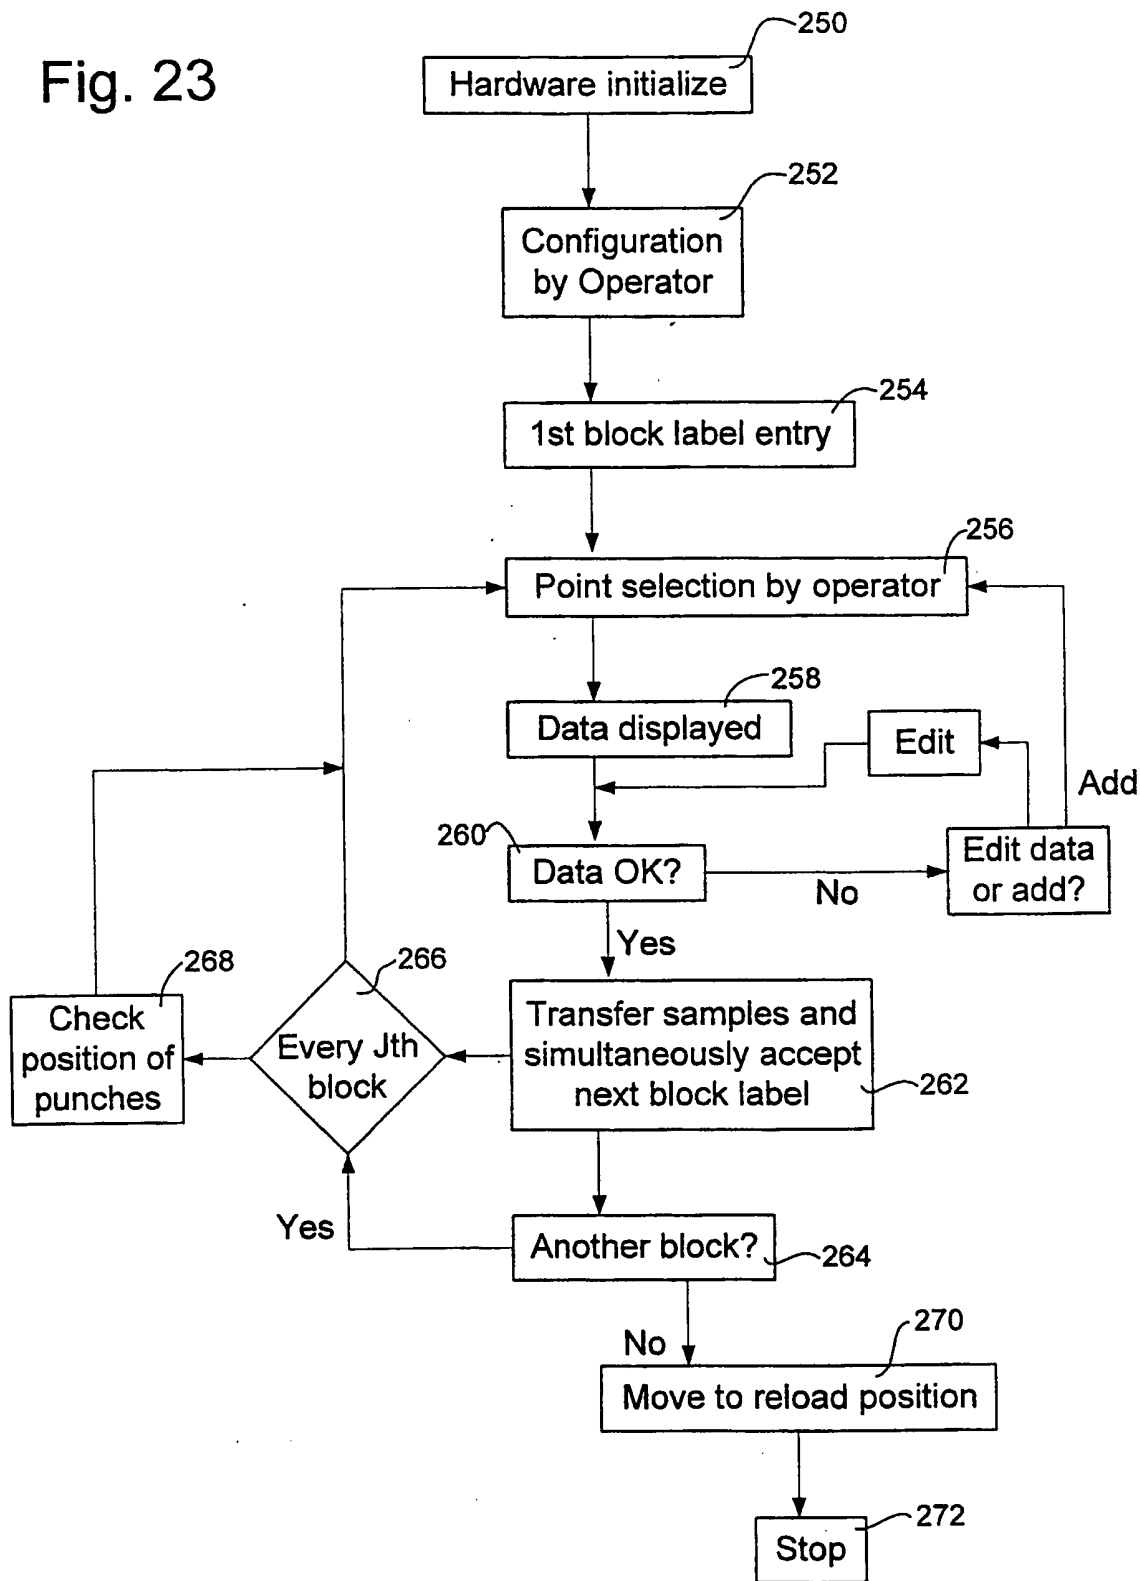 Fig. 23
250
Hardware initialize
252
Configuration
by Operator
254
1st block label entry
256
Point selection by operator
258
Data displayed
Edit
Add
260
Data OK?
No
Edit data
or add?
Yes
268
266
Check
position of
punches
Every Jth
block
Transfer samples and
simultaneously accept
next block label
262
Yes
Another block?
264
No
270
Move to reload position
272
Stop